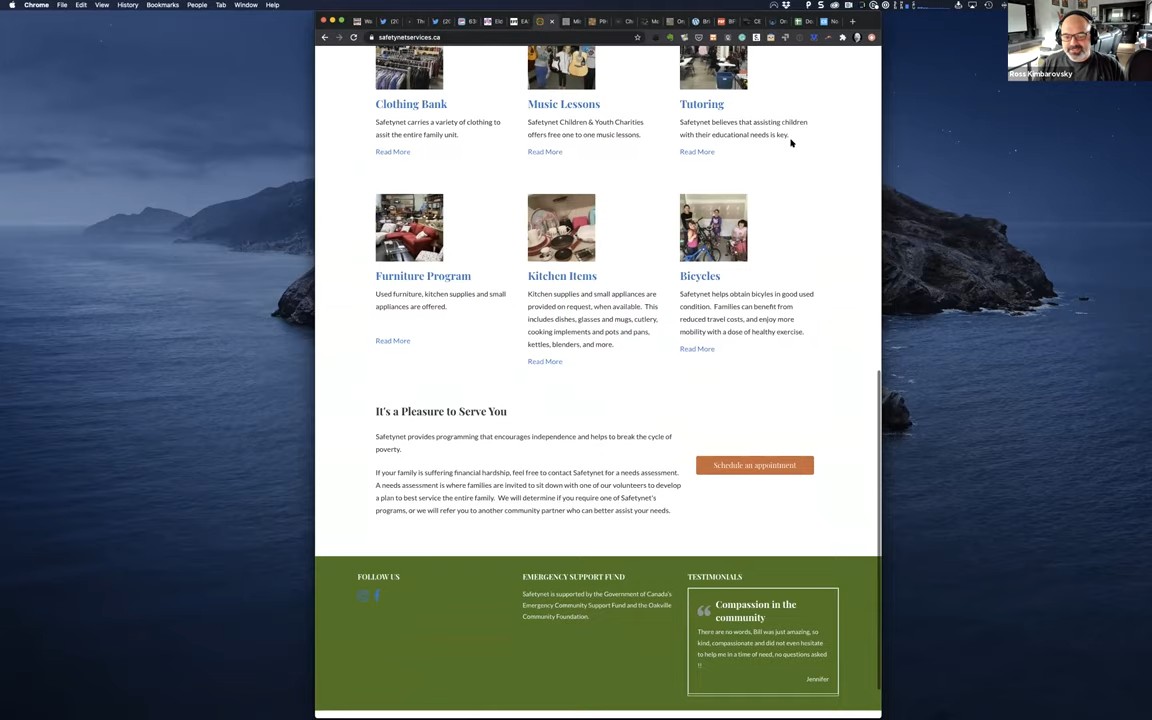 Chrome File Edit View History Bookmarks People Tab Window Help
safetynetservices.ca
Ross Kimbarovsky
Clothing Bank
Safetynet carries a variety of clothing to
assit the entire family unit.
Read More
Music Lessons
Safetynet Children & Youth Charities
offers free one to one music lessons.
Read More
Tutoring
Safetynet believes that assisting children
with their educational needs is key.
Read More
Furniture Program
Used furniture, kitchen supplies and small
appliances are offered.
Read More
Kitchen Items
Kitchen supplies and small appliances are
provided on request, when available. This
includes dishes, glasses and mugs, cutlery,
cooking implements and pots and pans,
kettles, blenders, and more.
Read More
Bicycles
Safetynet helps obtain bicyles in good used
condition. Families can benefit from
reduced travel costs, and enjoy more
mobility with a dose of healthy exercise.
Read More
It's a Pleasure to Serve You
Safetynet provides programming that encourages independence and helps to break the cycle of
poverty.
If your family is suffering financial hardship, feel free to contact Safetynet for a needs assessment.
A needs assessment is where families are invited to sit down with one of our volunteers to develop
a plan to best service the entire family. We will determine if you require one of Safetynet's
programs, or we will refer you to another community partner who can better assist your needs.
Schedule an appointment
FOLLOW US
EMERGENCY SUPPORT FUND
Safetynet is supported by the Government of Canada's
Emergency Community Support Fund and the Oakville
Community Foundation.
TESTIMONIALS
Compassion in the
community
There are no words, Bill was just amazing, so
kind, compassionate and did not even hesitate
to help me in a time of need, no questions asked
!!
Jennifer